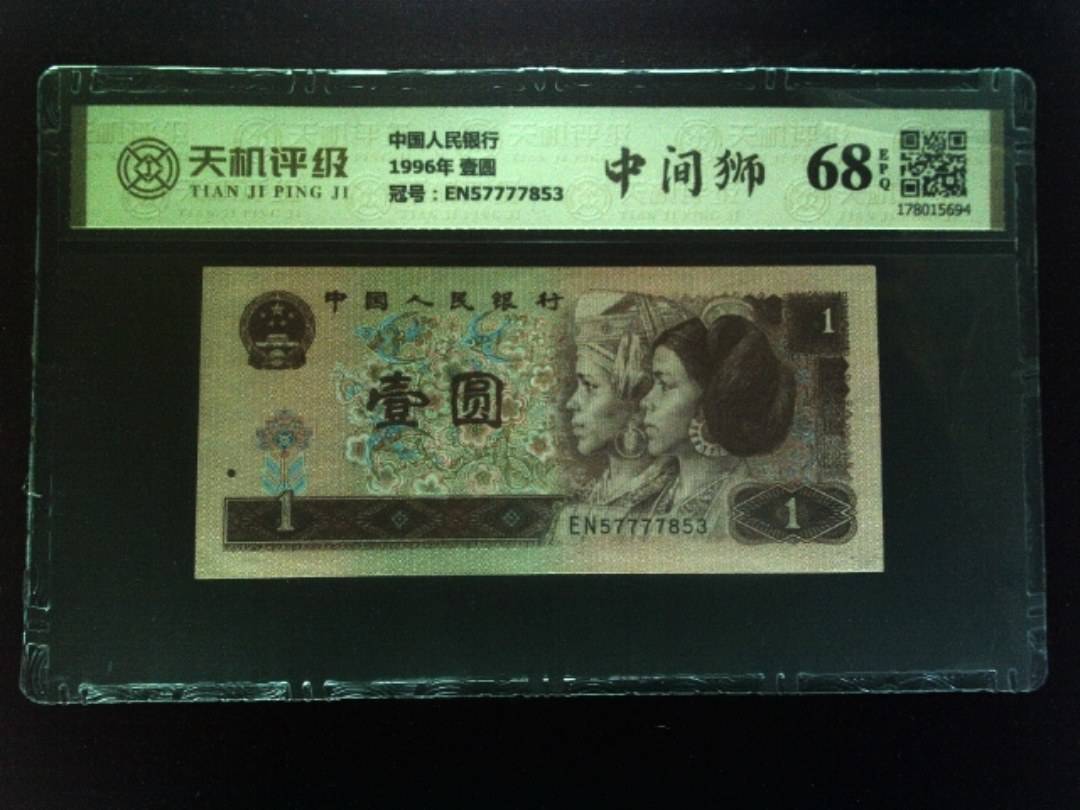 天机评级
TIAN JI PING JI
中国人民银行
1996年 壹圆
冠号：EN57777853
中间狮
68
EPQ
178015694
中国人民银行
1
壹圆
1
EN57777853
1